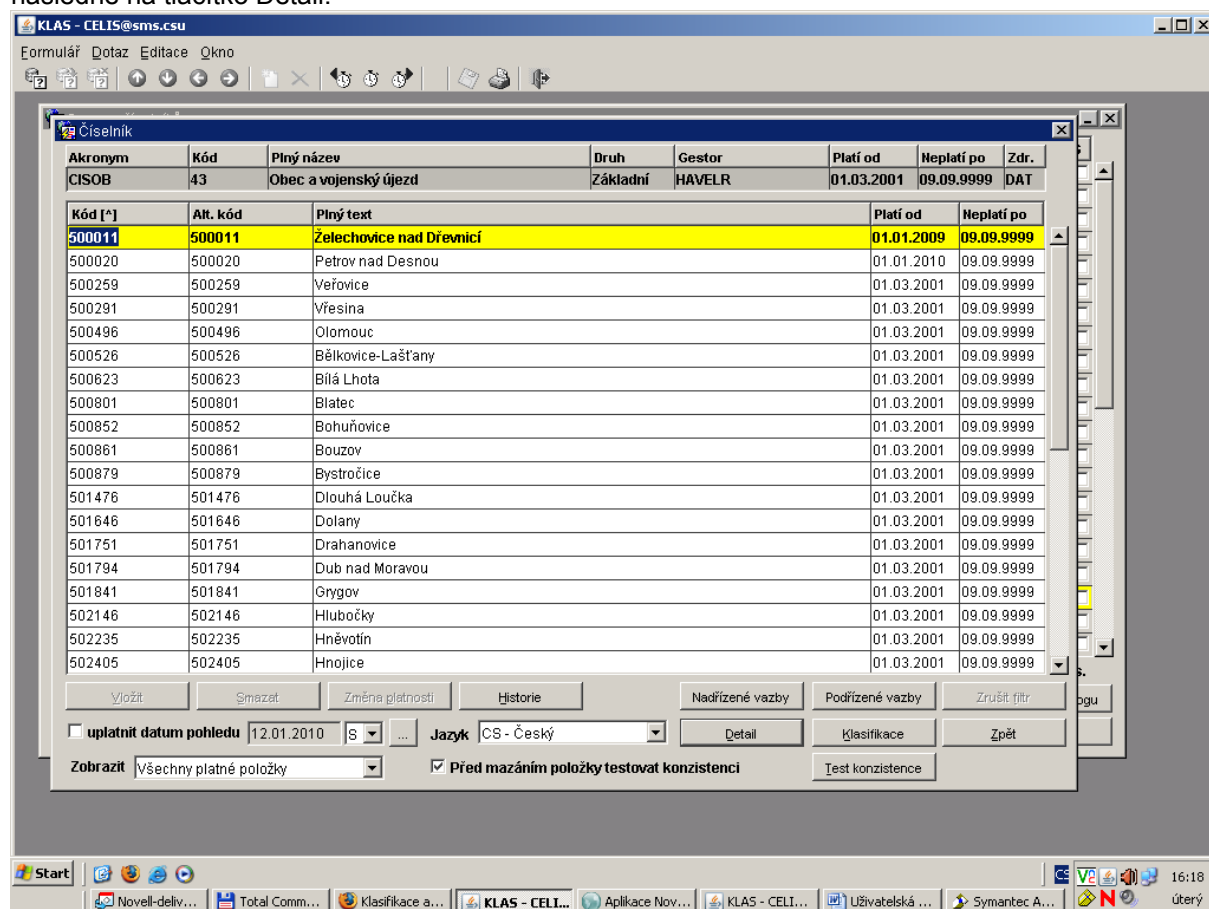 následně na tlačítko Detail.
KLAS - CELIS@sms.csu
Formulář Dotaz Editace Okno
Číselník
Akronym Kód Plný název Druh Gestor Platí od Neplatí po Zdr.
CISOB 43 Obec a vojenský újezd Základní HAVELR 01.03.2001 09.09.9999 DAT
Kód [^] Alt. kód Plný text Platí od Neplatí po
500011 500011 Želechovice nad Dřevnicí 01.01.2009 09.09.9999
500020 500020 Petrov nad Desnou 01.01.2010 09.09.9999
500259 500259 Veřovice 01.03.2001 09.09.9999
500291 500291 Vřesina 01.03.2001 09.09.9999
500496 500496 Olomouc 01.03.2001 09.09.9999
500526 500526 Bělkovice-Lašťany 01.03.2001 09.09.9999
500623 500623 Bílá Lhota 01.03.2001 09.09.9999
500801 500801 Blatec 01.03.2001 09.09.9999
500852 500852 Bohuňovice 01.03.2001 09.09.9999
500861 500861 Bouzov 01.03.2001 09.09.9999
500879 500879 Bystročice 01.03.2001 09.09.9999
501476 501476 Dlouhá Loučka 01.03.2001 09.09.9999
501646 501646 Dolany 01.03.2001 09.09.9999
501751 501751 Drahanovice 01.03.2001 09.09.9999
501794 501794 Dub nad Moravou 01.03.2001 09.09.9999
501841 501841 Grygov 01.03.2001 09.09.9999
502146 502146 Hlubočky 01.03.2001 09.09.9999
502235 502235 Hněvotín 01.03.2001 09.09.9999
502405 502405 Hnojice 01.03.2001 09.09.9999
s.
Vložit Smazat Změna platnosti Historie Nadřízené vazby Podřízené vazby Zrušit filtr ogu
uplatnit datum pohledu 12.01.2010 S ... Jazyk CS - Český Detail Klasifikace Zpět
Zobrazit Všechny platné položky Před mazáním položky testovat konzistenci Test konzistence
Start CS 16:18
Novell-deliv... Total Comm... Klasifikace a... KLAS - CELI... Aplikace Nov... KLAS - CELI... Uživatelská ... Symantec A... úterý